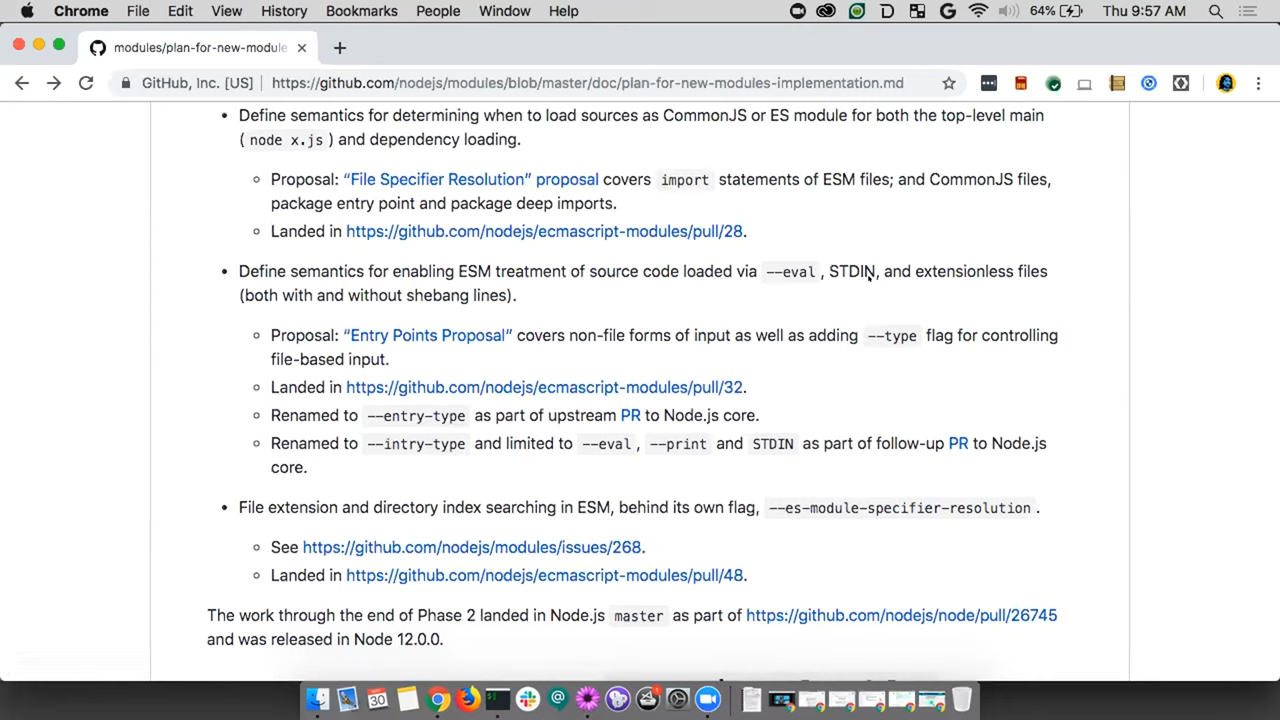 Chrome File Edit View History Bookmarks People Window Help 64% Thu 9:57 AM
modules/plan-for-new-module
GitHub, Inc. [US] https://github.com/nodejs/modules/blob/master/doc/plan-for-new-modules-implementation.md
• Define semantics for determining when to load sources as CommonJS or ES module for both the top-level main
( node x.js ) and dependency loading.
◦ Proposal: “File Specifier Resolution” proposal covers import statements of ESM files; and CommonJS files,
package entry point and package deep imports.
◦ Landed in https://github.com/nodejs/ecmascript-modules/pull/28.
• Define semantics for enabling ESM treatment of source code loaded via --eval , STDIN, and extensionless files
(both with and without shebang lines).
◦ Proposal: “Entry Points Proposal” covers non-file forms of input as well as adding --type flag for controlling
file-based input.
◦ Landed in https://github.com/nodejs/ecmascript-modules/pull/32.
◦ Renamed to --entry-type as part of upstream PR to Node.js core.
◦ Renamed to --intry-type and limited to --eval , --print and STDIN as part of follow-up PR to Node.js
core.
• File extension and directory index searching in ESM, behind its own flag, --es-module-specifier-resolution .
◦ See https://github.com/nodejs/modules/issues/268.
◦ Landed in https://github.com/nodejs/ecmascript-modules/pull/48.
The work through the end of Phase 2 landed in Node.js master as part of https://github.com/nodejs/node/pull/26745
and was released in Node 12.0.0.
30